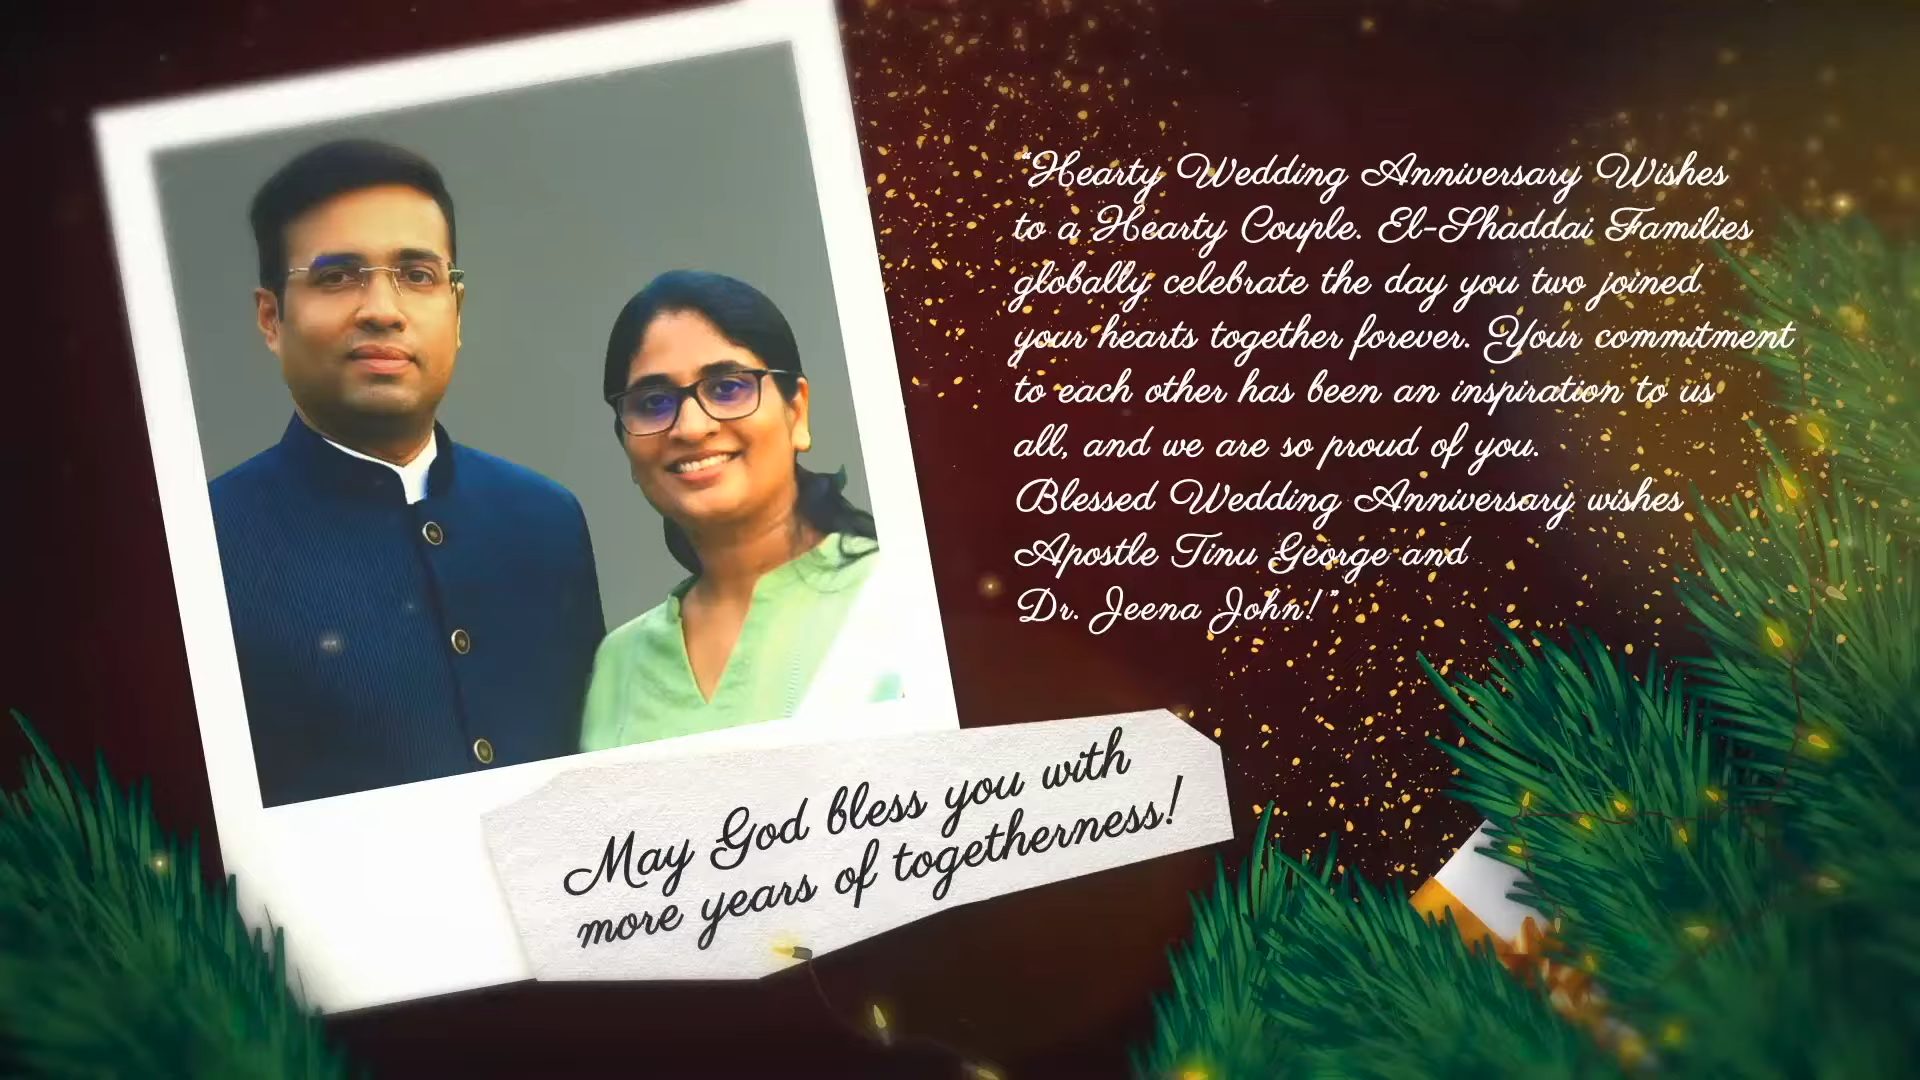 “Hearty Wedding Anniversary Wishes
to a Hearty Couple. El-Shaddai Families
globally celebrate the day you two joined
your hearts together forever. Your commitment
to each other has been an inspiration to us
all, and we are so proud of you.
Blessed Wedding Anniversary wishes
Apostle Tinu George and
Dr. Jeena John!”
May God bless you with
more years of togetherness!